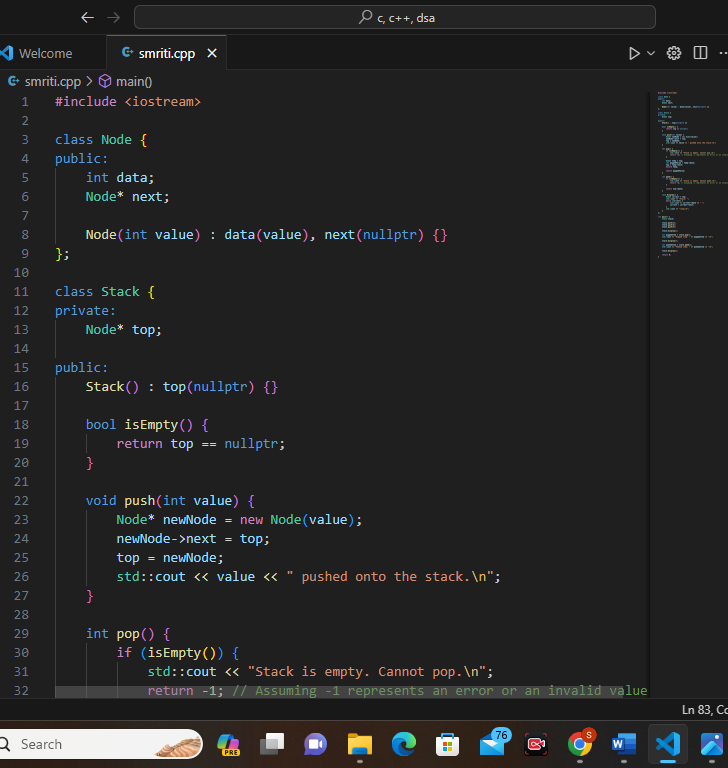 c, c++, dsa
Welcome
smriti.cpp
smriti.cpp > main()
1 #include <iostream>
2
3 class Node {
4 public:
5     int data;
6     Node* next;
7
8     Node(int value) : data(value), next(nullptr) {}
9 };
10
11 class Stack {
12 private:
13     Node* top;
14
15 public:
16     Stack() : top(nullptr) {}
17
18     bool isEmpty() {
19         return top == nullptr;
20     }
21
22     void push(int value) {
23         Node* newNode = new Node(value);
24         newNode->next = top;
25         top = newNode;
26         std::cout << value << " pushed onto the stack.\n";
27     }
28
29     int pop() {
30         if (isEmpty()) {
31             std::cout << "Stack is empty. Cannot pop.\n";
32             return -1; // Assuming -1 represents an error or an invalid value
Ln 83, Co
Search
PRE
76
S
W